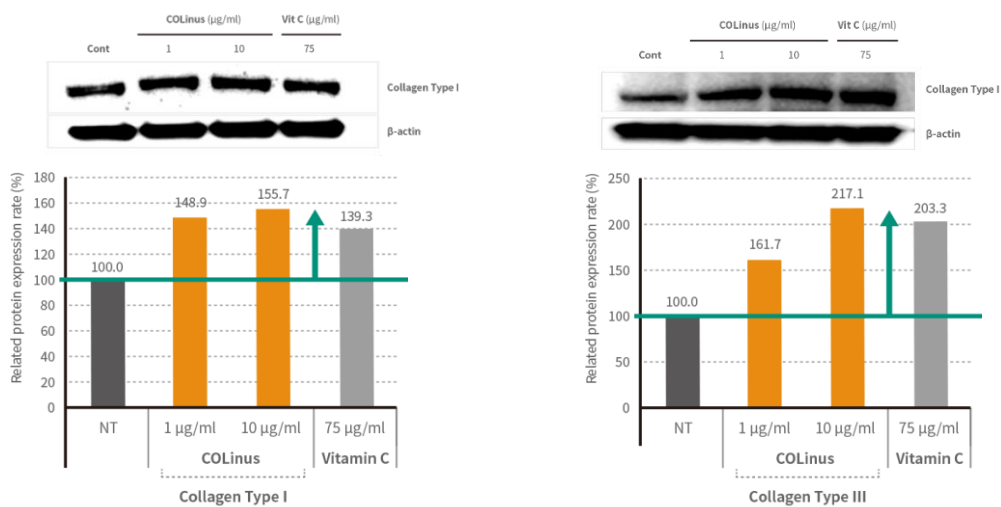 COLinus (μg/ml) Vit C (μg/ml)
Cont 1 10 75
Collagen Type I
β-actin
Related protein expression rate (%)
180
160
140
120
100
80
60
40
20
0
100.0
148.9
155.7
139.3
NT 1 μg/ml 10 μg/ml 75 μg/ml
COLinus Vitamin C
Collagen Type I
COLinus (μg/ml) Vit C (μg/ml)
Cont 1 10 75
Collagen Type I
β-actin
Related protein expression rate (%)
250
200
150
100
50
0
100.0
161.7
217.1
203.3
NT 1 μg/ml 10 μg/ml 75 μg/ml
COLinus Vitamin C
Collagen Type III